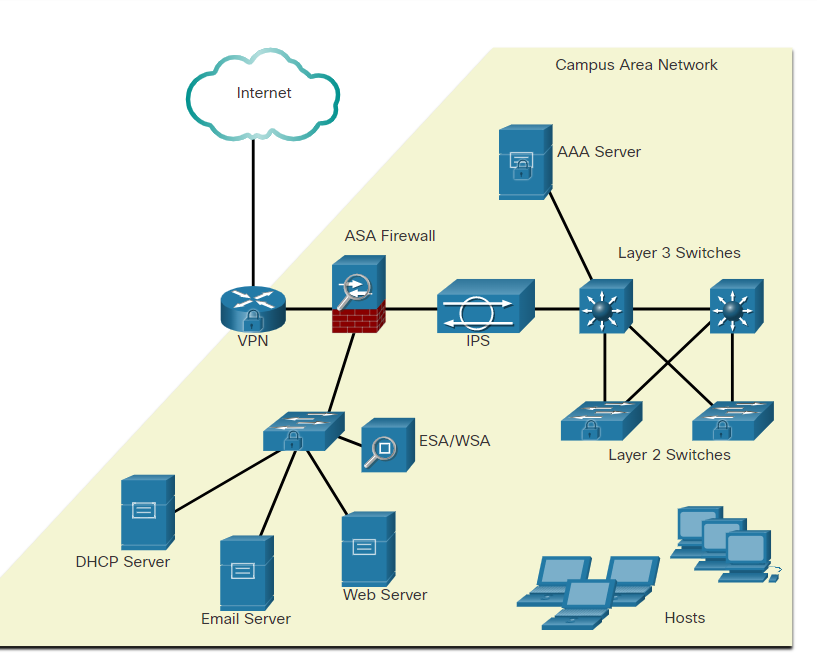 Campus Area Network
Internet
AAA Server
ASA Firewall
Layer 3 Switches
VPN
IPS
ESA/WSA
Layer 2 Switches
DHCP Server
Web Server
Email Server
Hosts